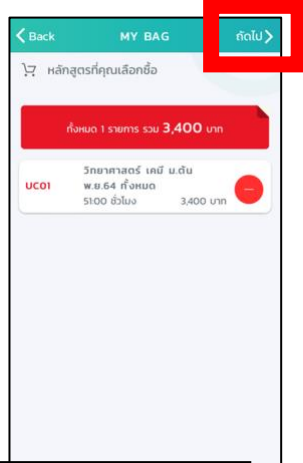 Back MY BAG ถัดไป
หลักสูตรที่คุณเลือกซื้อ
ทั้งหมด 1 รายการ รวม 3,400 บาท
วิทยาศาสตร์ เคมี ม.ต้น
UC01 พ.ย.64 ทั้งหมด
51:00 ชั่วโมง 3,400 บาท